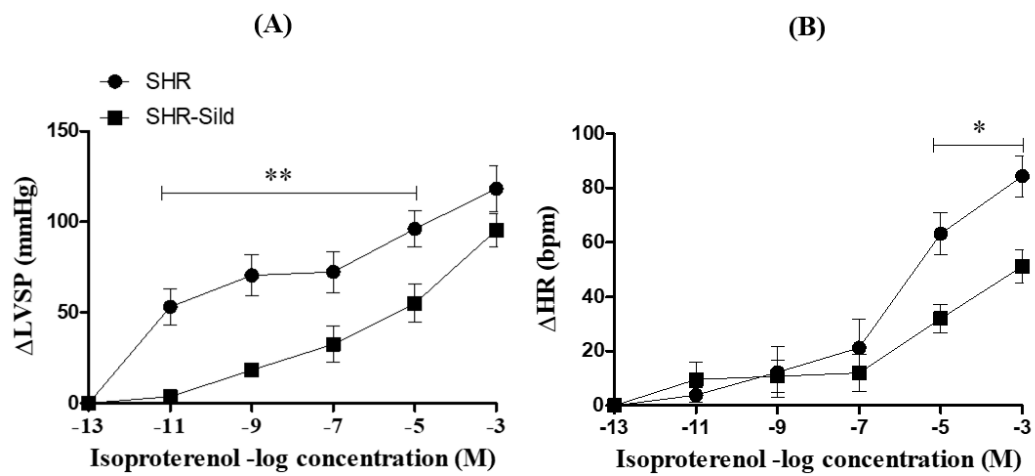 (A)
SHR
SHR-Sild
ΔLVSP (mmHg)
150
100
50
0
**
-13 -11 -9 -7 -5 -3
Isoproterenol -log concentration (M)
(B)
ΔHR (bpm)
100
80
60
40
20
0
*
-13 -11 -9 -7 -5 -3
Isoproterenol -log concentration (M)